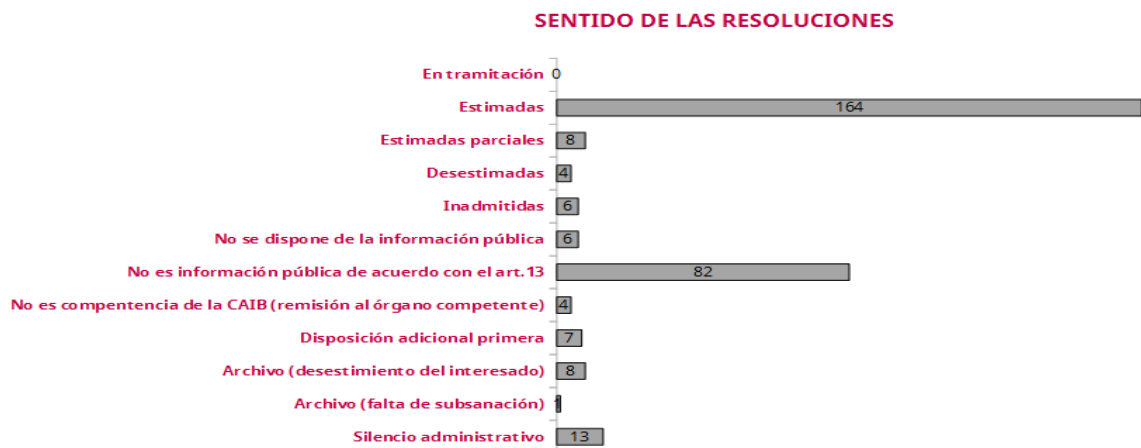 SENTIDO DE LAS RESOLUCIONES
En tramitación 0
Estimadas 164
Estimadas parciales 8
Desestimadas 4
Inadmitidas 6
No se dispone de la información pública 6
No es información pública de acuerdo con el art.13 82
No es compentencia de la CAIB (remisión al órgano competente) 4
Disposición adicional primera 7
Archivo (desestimiento del interesado) 8
Archivo (falta de subsanación) 1
Silencio administrativo 13